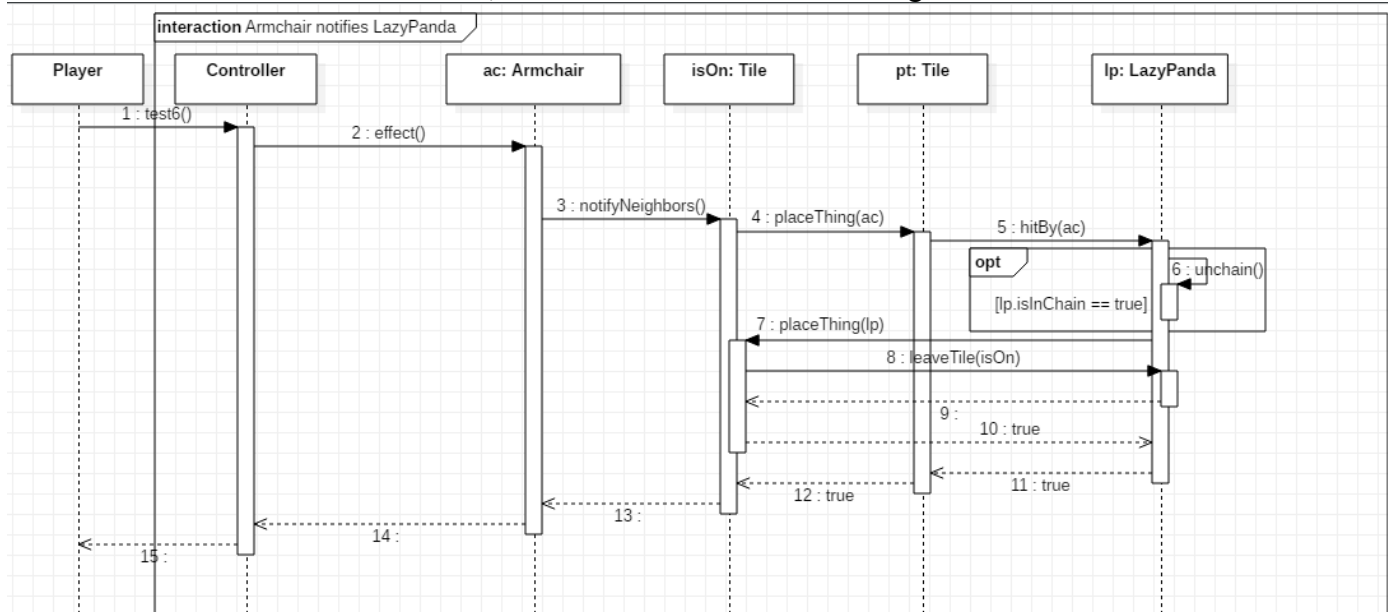 interaction Armchair notifies LazyPanda
Player
Controller
ac: Armchair
isOn: Tile
pt: Tile
lp: LazyPanda
1 : test6()
2 : effect()
3 : notifyNeighbors()
4 : placeThing(ac)
5 : hitBy(ac)
opt
6 : unchain()
[lp.isInChain == true]
7 : placeThing(lp)
8 : leaveTile(isOn)
9 :
10 : true
11 : true
12 : true
13 :
14 :
15 :